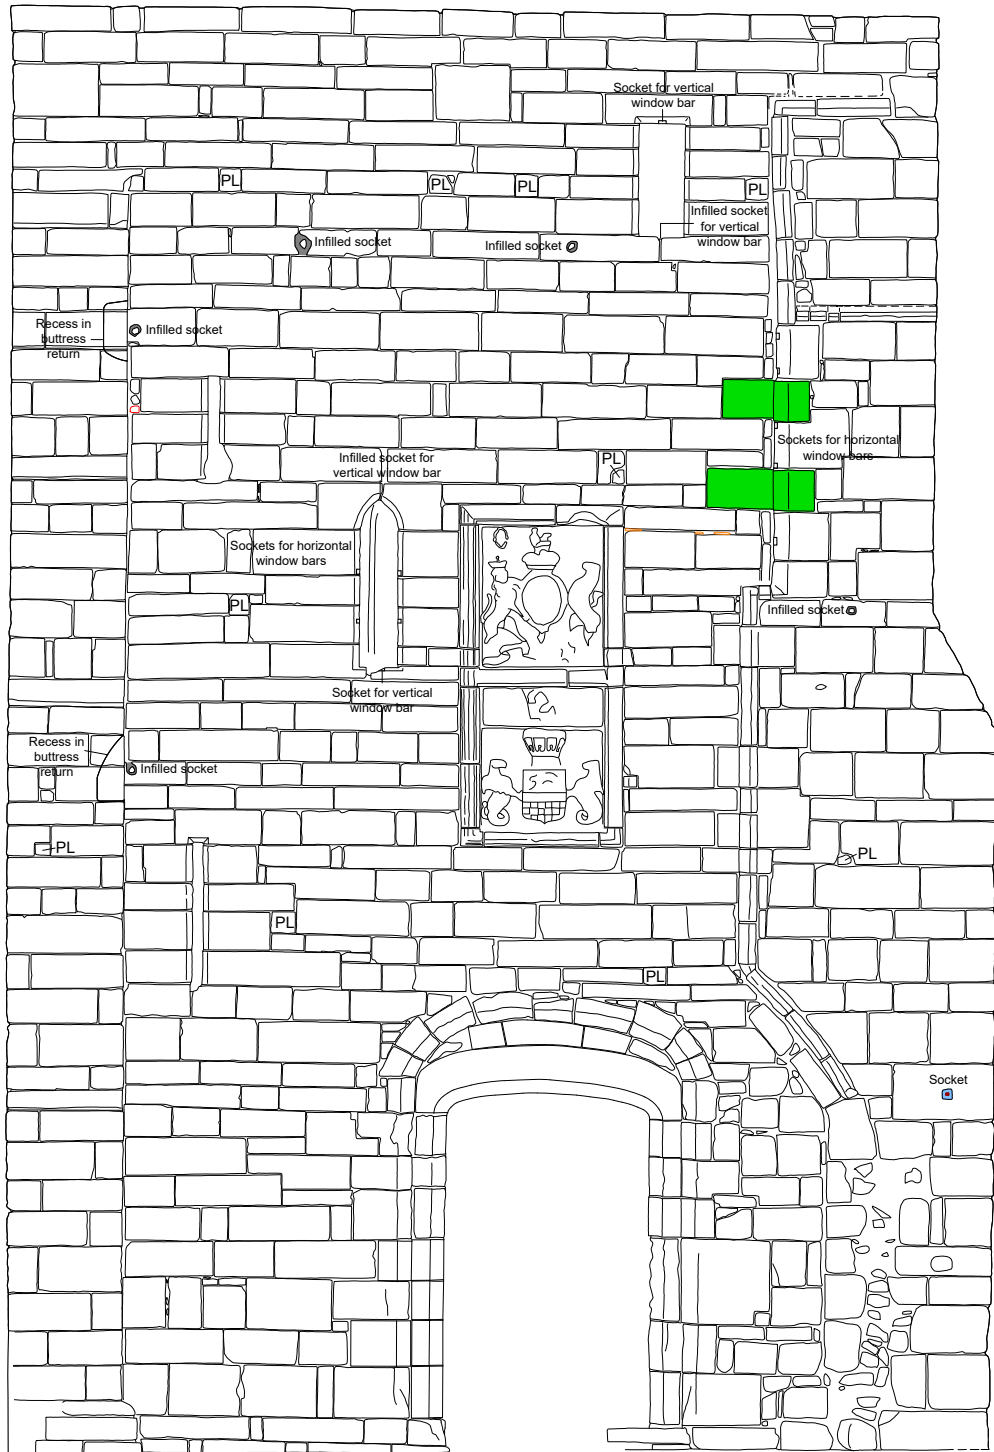 Socket for vertical
window bar
PL
PL
PL
PL
Infilled socket
for vertical
window bar
Infilled socket
Infilled socket
Recess in
buttress
return
Infilled socket
Sockets for horizontal
window bars
Infilled socket for
vertical window bar
PL
Sockets for horizontal
window bars
PL
Infilled socket
Socket for vertical
window bar
Recess in
buttress
return
Infilled socket
PL
PL
PL
PL
Socket